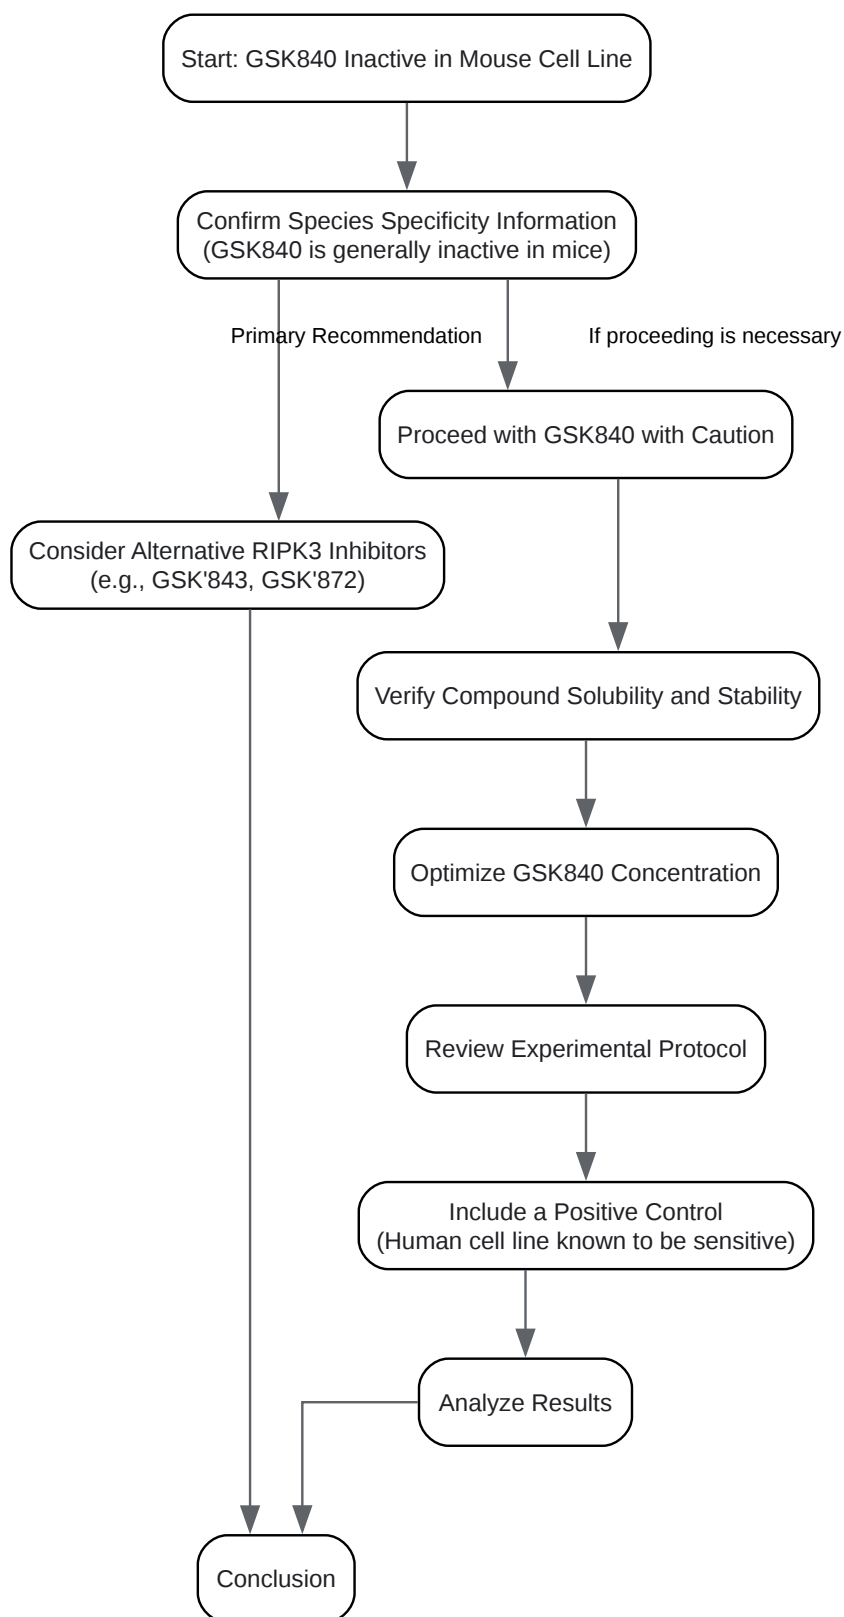 Start: GSK840 Inactive in Mouse Cell Line
Confirm Species Specificity Information
(GSK840 is generally inactive in mice)
Primary Recommendation
If proceeding is necessary
Proceed with GSK840 with Caution
Consider Alternative RIPK3 Inhibitors
(e.g., GSK'843, GSK'872)
Verify Compound Solubility and Stability
Optimize GSK840 Concentration
Review Experimental Protocol
Include a Positive Control
(Human cell line known to be sensitive)
Analyze Results
Conclusion